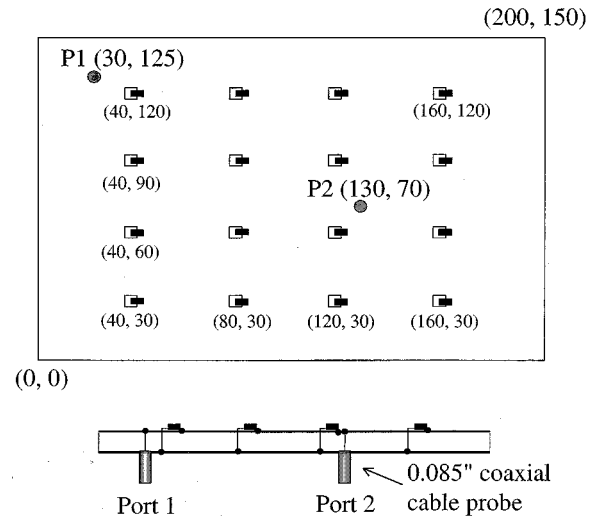 (200, 150)
P1 (30, 125)
(40, 120)
(160, 120)
(40, 90)
P2 (130, 70)
(40, 60)
(40, 30)
(80, 30)
(120, 30)
(160, 30)
(0, 0)
Port 1
Port 2
0.085" coaxial
cable probe